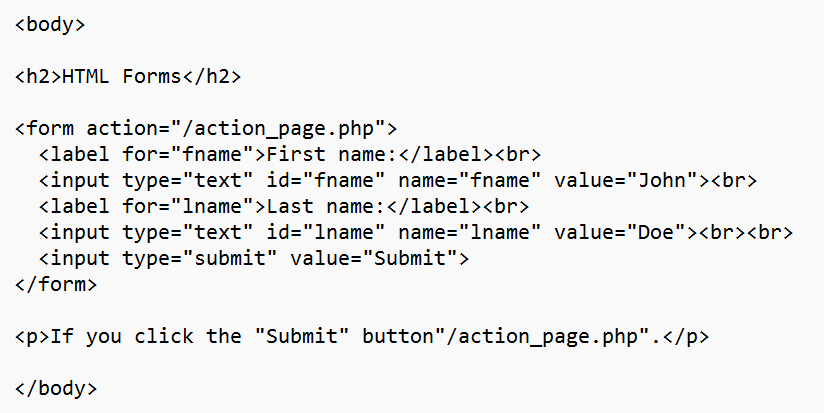 <body>
<h2>HTML Forms</h2>
<form action="/action_page.php">
<label for="fname">First name:</label><br>
<input type="text" id="fname" name="fname" value="John"><br>
<label for="lname">Last name:</label><br>
<input type="text" id="lname" name="lname" value="Doe"><br><br>
<input type="submit" value="Submit">
</form>
<p>If you click the "Submit" button"/action_page.php".</p>
</body>